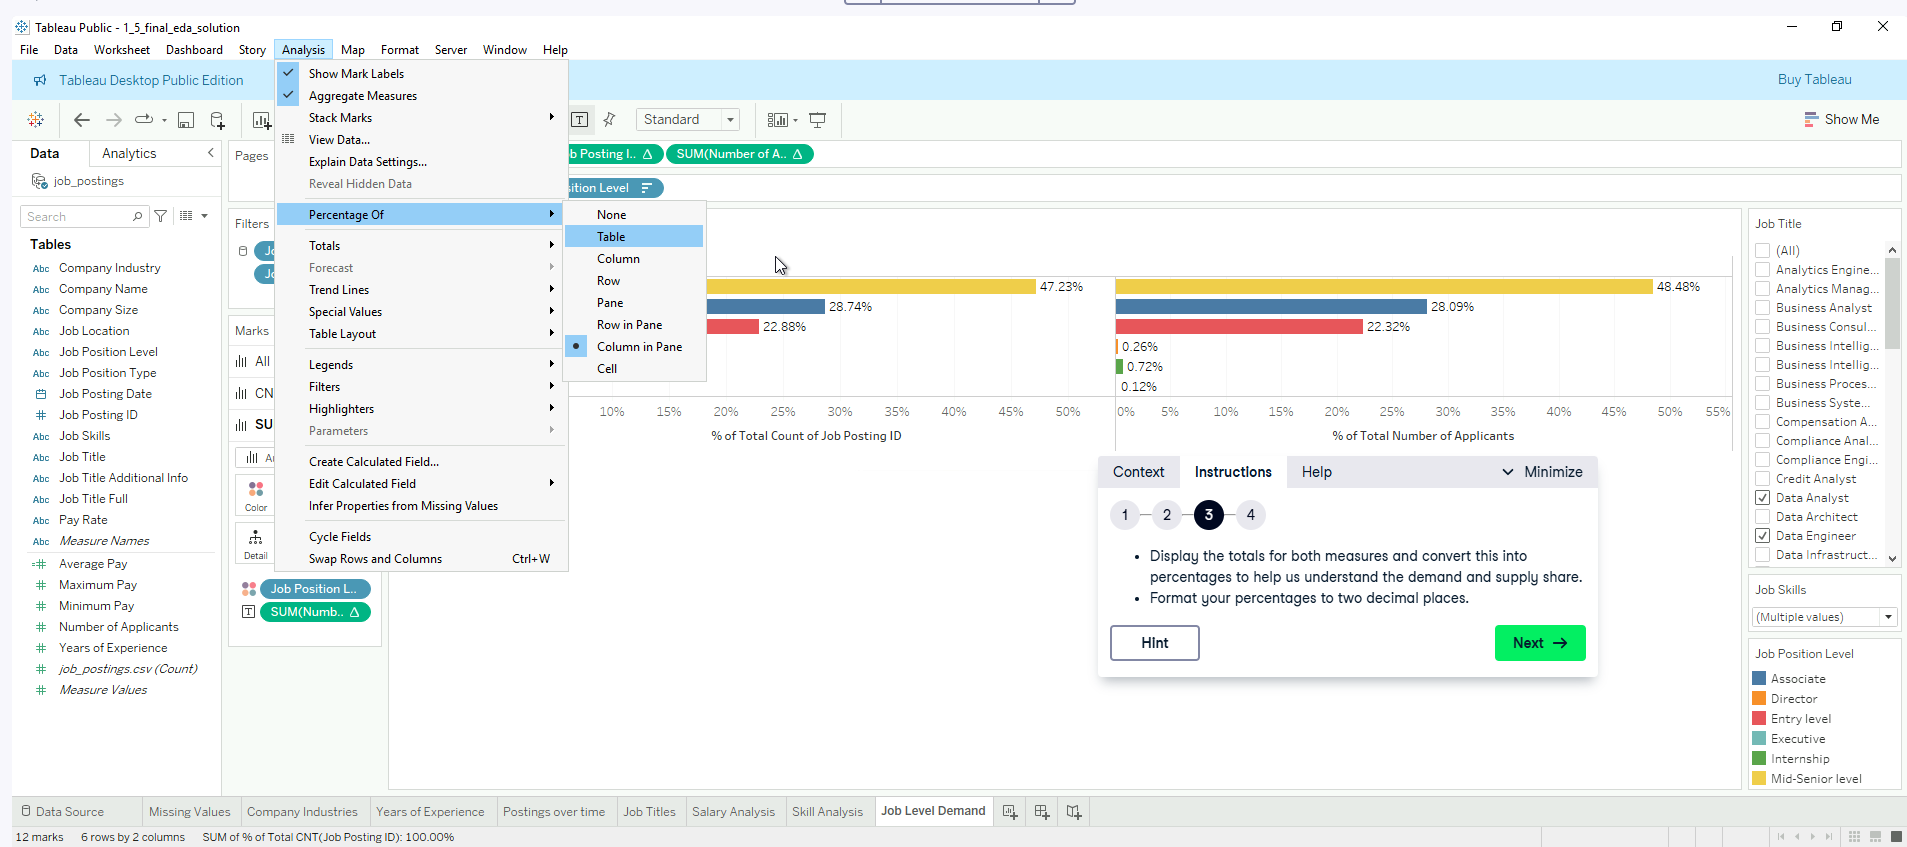 Tableau Public - 1_5_final_eda_solution
File Data Worksheet Dashboard Story Analysis Map Format Server Window Help
Tableau Desktop Public Edition
Buy Tableau
Standard
Show Me
Data
Analytics
job_postings
Search
Tables
Abc Company Industry
Abc Company Name
Abc Company Size
Abc Job Location
Abc Job Position Level
Abc Job Position Type
Job Posting Date
# Job Posting ID
Abc Job Skills
Abc Job Title
Abc Job Title Additional Info
Abc Job Title Full
Abc Pay Rate
Abc Measure Names
=# Average Pay
# Maximum Pay
# Minimum Pay
# Number of Applicants
# Years of Experience
# job_postings.csv (Count)
# Measure Values
Pages
Filters
Marks
All
CN
SU
Color
Detail
Job Position L..
T SUM(Numb.. Δ
Show Mark Labels
Aggregate Measures
Stack Marks
View Data...
Explain Data Settings...
Reveal Hidden Data
Percentage Of
Totals
Forecast
Trend Lines
Special Values
Table Layout
Legends
Filters
Highlighters
Parameters
Create Calculated Field...
Edit Calculated Field
Infer Properties from Missing Values
Cycle Fields
Swap Rows and Columns Ctrl+W
None
Table
Column
Row
Pane
Row in Pane
Column in Pane
Cell
b Posting I.. Δ
SUM(Number of A.. Δ
sition Level
47.23%
28.74%
22.88%
48.48%
28.09%
22.32%
0.26%
0.72%
0.12%
10% 15% 20% 25% 30% 35% 40% 45% 50%
0% 5% 10% 15% 20% 25% 30% 35% 40% 45% 50% 55%
% of Total Count of Job Posting ID
% of Total Number of Applicants
Context
Instructions
Help
Minimize
1 2 3 4
• Display the totals for both measures and convert this into
percentages to help us understand the demand and supply share.
• Format your percentages to two decimal places.
Hint
Next →
Job Title
(All)
Analytics Engine...
Analytics Manag...
Business Analyst
Business Consul...
Business Intellig...
Business Intellig...
Business Proces...
Business Syste...
Compensation A...
Compliance Anal...
Compliance Engi...
Credit Analyst
Data Analyst
Data Architect
Data Engineer
Data Infrastruct...
Job Skills
(Multiple values)
Job Position Level
Associate
Director
Entry level
Executive
Internship
Mid-Senior level
Data Source
Missing Values
Company Industries
Years of Experience
Postings over time
Job Titles
Salary Analysis
Skill Analysis
Job Level Demand
12 marks 6 rows by 2 columns SUM of % of Total CNT(Job Posting ID): 100.00%